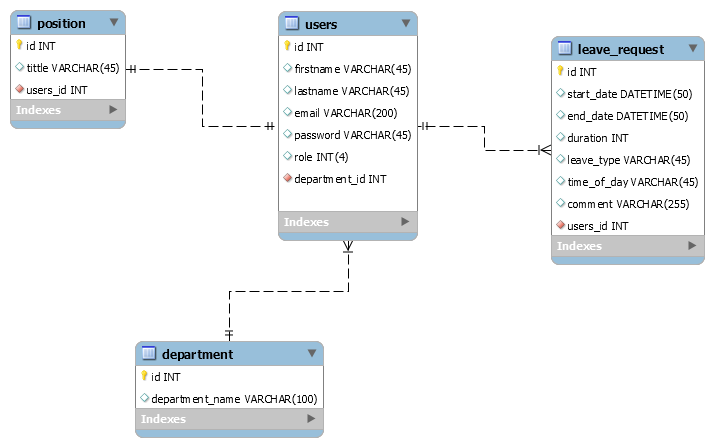 position
id INT
tittle VARCHAR(45)
users_id INT
Indexes
users
id INT
firstname VARCHAR(45)
lastname VARCHAR(45)
email VARCHAR(200)
password VARCHAR(45)
role INT(4)
department_id INT
Indexes
leave_request
id INT
start_date DATETIME(50)
end_date DATETIME(50)
duration INT
leave_type VARCHAR(45)
time_of_day VARCHAR(45)
comment VARCHAR(255)
users_id INT
Indexes
department
id INT
department_name VARCHAR(100)
Indexes